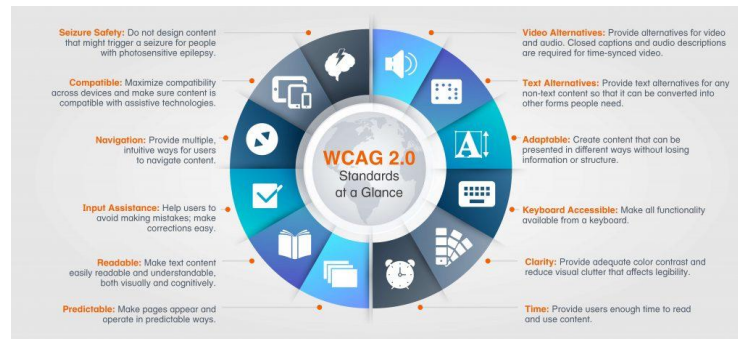 Seizure Safety: Do not design content
that might trigger a seizure for people
with photosensitive epilepsy.
Compatible: Maximize compatibility
across devices and make sure content is
compatible with assistive technologies.
Navigation: Provide multiple,
intuitive ways for users
to navigate content.
Input Assistance: Help users to
avoid making mistakes; make
corrections easy.
Readable: Make text content
easily readable and understandable,
both visually and cognitively.
Predictable: Make pages appear and
operate in predictable ways.
WCAG 2.0
Standards
at a Glance
Video Alternatives: Provide alternatives for video
and audio. Closed captions and audio descriptions
are required for time-synced video.
Text Alternatives: Provide text alternatives for any
non-text content so that it can be converted into
other forms people need.
Adaptable: Create content that can be
presented in different ways without losing
information or structure.
A
Keyboard Accessible: Make all functionality
available from a keyboard.
Clarity: Provide adequate color contrast and
reduce visual clutter that affects legibility.
Time: Provide users enough time to read
and use content.